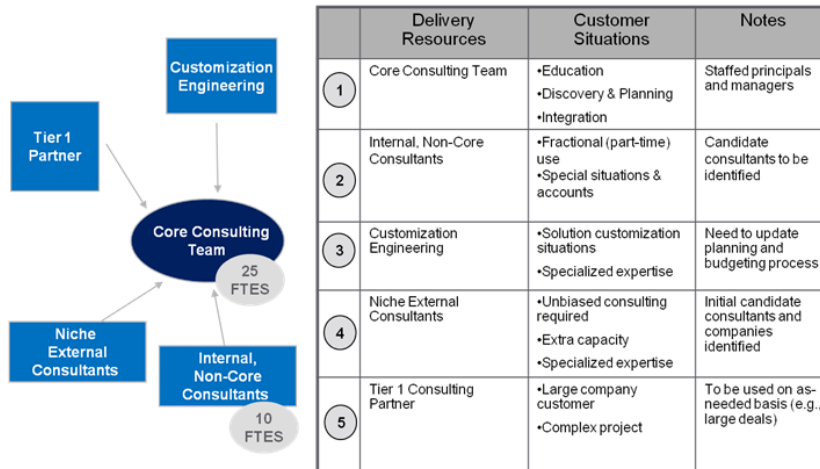 Customization
Engineering
Tier 1
Partner
Core Consulting
Team
25
FTES
Niche
External
Consultants
Internal,
Non-Core
Consultants
10
FTES
Delivery
Resources
Customer
Situations
Notes
1
Core Consulting Team
•Education
•Discovery & Planning
•Integration
Staffed principals
and managers
2
Internal, Non-Core
Consultants
•Fractional (part-time)
use
•Special situations &
accounts
Candidate
consultants to be
identified
3
Customization
Engineering
•Solution customization
situations
•Specialized expertise
Need to update
planning and
budgeting process
4
Niche External
Consultants
•Unbiased consulting
required
•Extra capacity
•Specialized expertise
Initial candidate
consultants and
companies
identified
5
Tier 1 Consulting
Partner
•Large company
customer
•Complex project
To be used on as-
needed basis (e.g.,
large deals)